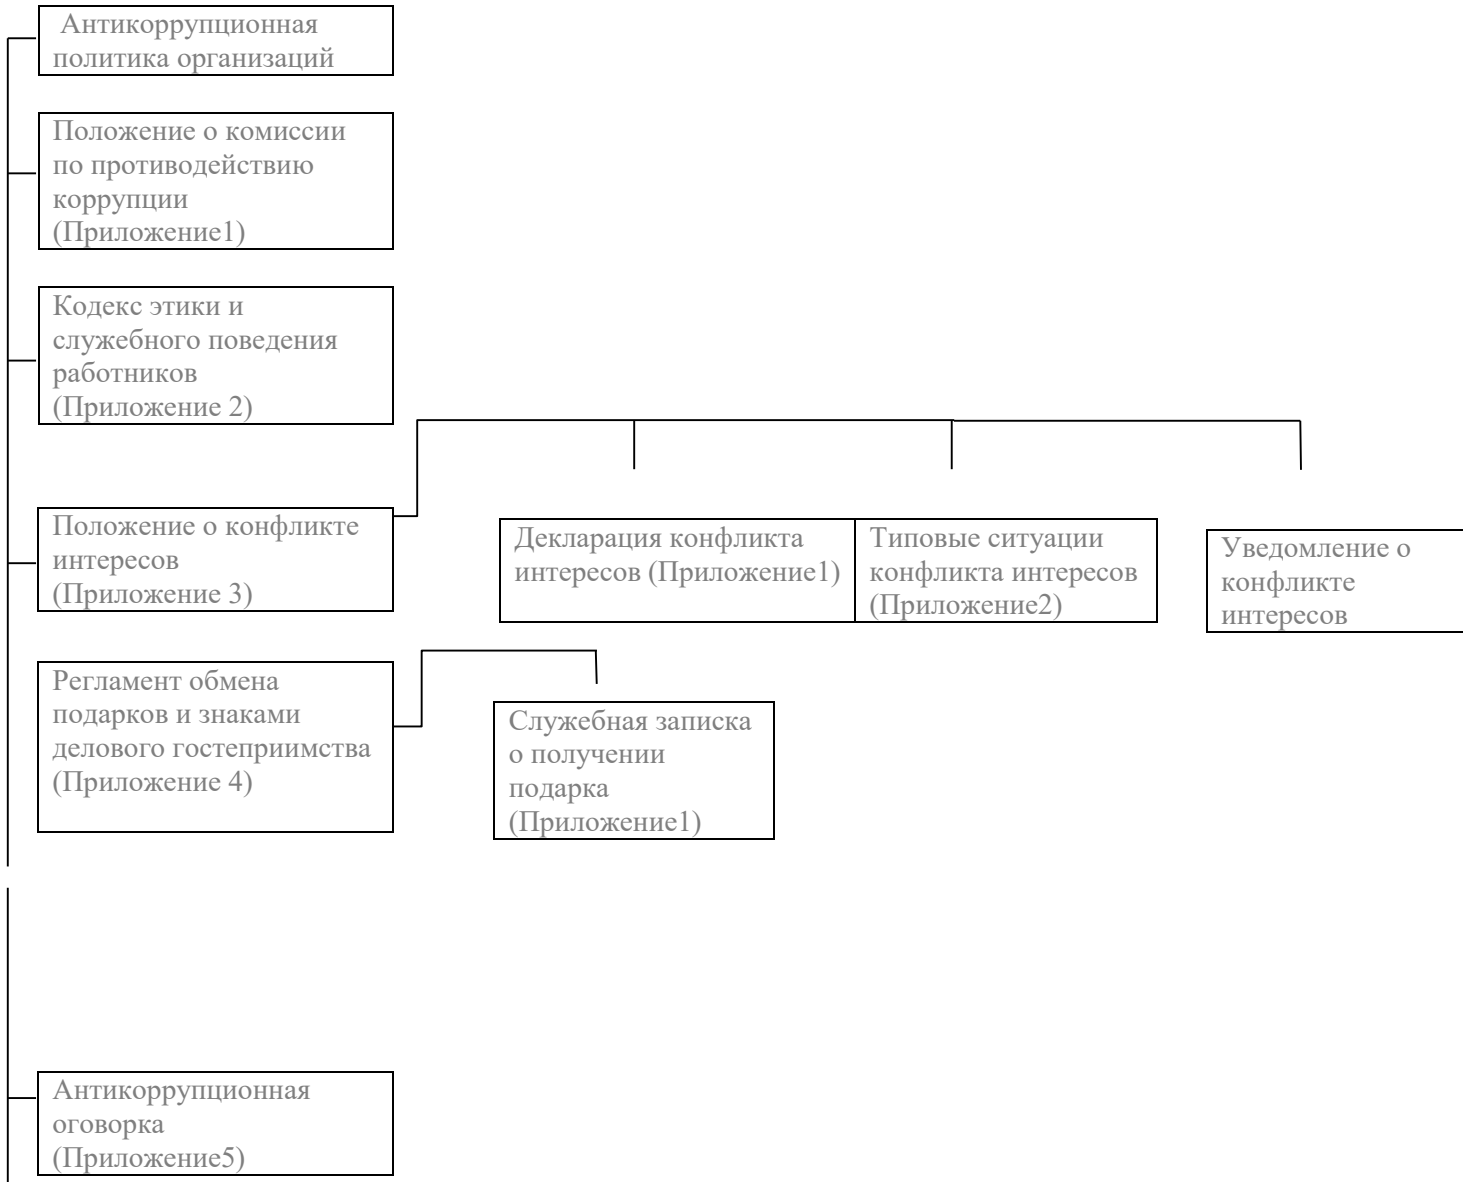 Антикоррупционная
политика организаций
Положение о комиссии
по противодействию
коррупции
(Приложение1)
Кодекс этики и
служебного поведения
работников
(Приложение 2)
Положение о конфликте
интересов
(Приложение 3)
Декларация конфликта
интересов (Приложение1)
Типовые ситуации
конфликта интересов
(Приложение2)
Уведомление о
конфликте
интересов
Регламент обмена
подарков и знаками
делового гостеприимства
(Приложение 4)
Служебная записка
о получении
подарка
(Приложение1)
Антикоррупционная
оговорка
(Приложение5)